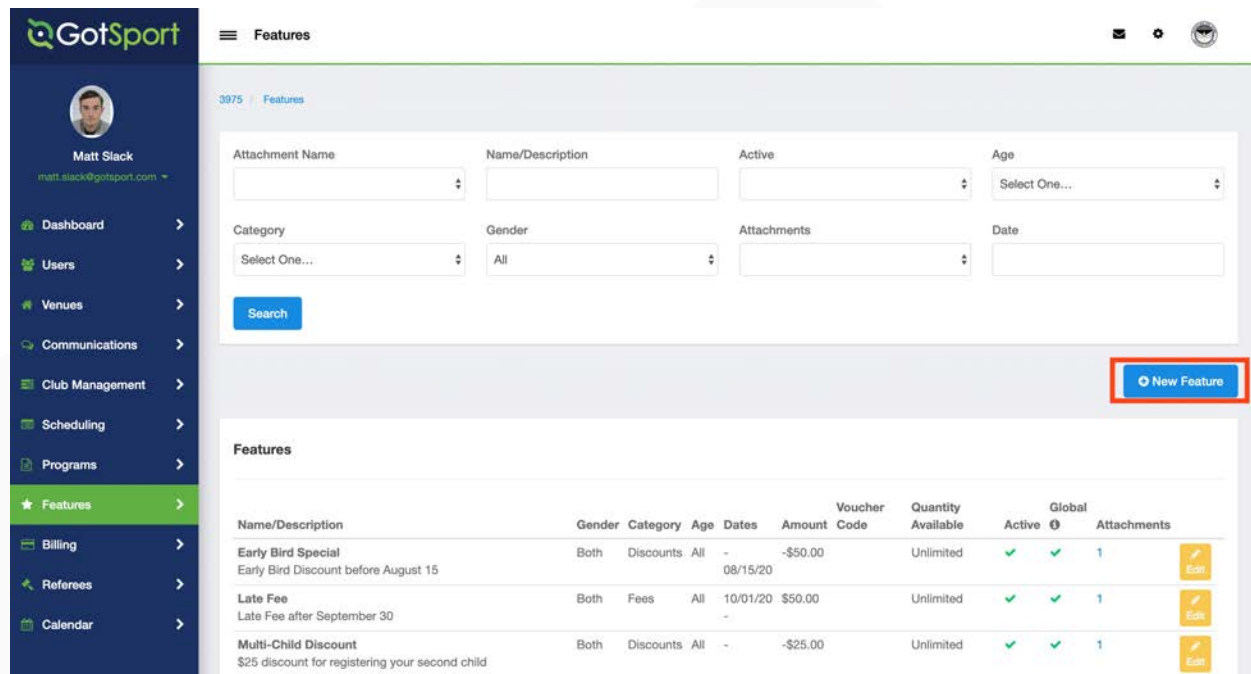 GotSport
Features
Matt Slack
matt.slack@gotsport.com
Dashboard
Users
Venues
Communications
Club Management
Scheduling
Programs
Features
Billing
Referees
Calendar
3975 / Features
Attachment Name Name/Description Active Age
Select One...
Category Gender Attachments Date
Select One... All
Search
New Feature
Features
Voucher Quantity Global
Name/Description Gender Category Age Dates Amount Code Available Active Attachments
Early Bird Special Both Discounts All - -$50.00 Unlimited 1
Early Bird Discount before August 15 08/15/20 Edit
Late Fee Both Fees All 10/01/20 $50.00 Unlimited 1
Late Fee after September 30 - Edit
Multi-Child Discount Both Discounts All - -$25.00 Unlimited 1
$25 discount for registering your second child Edit